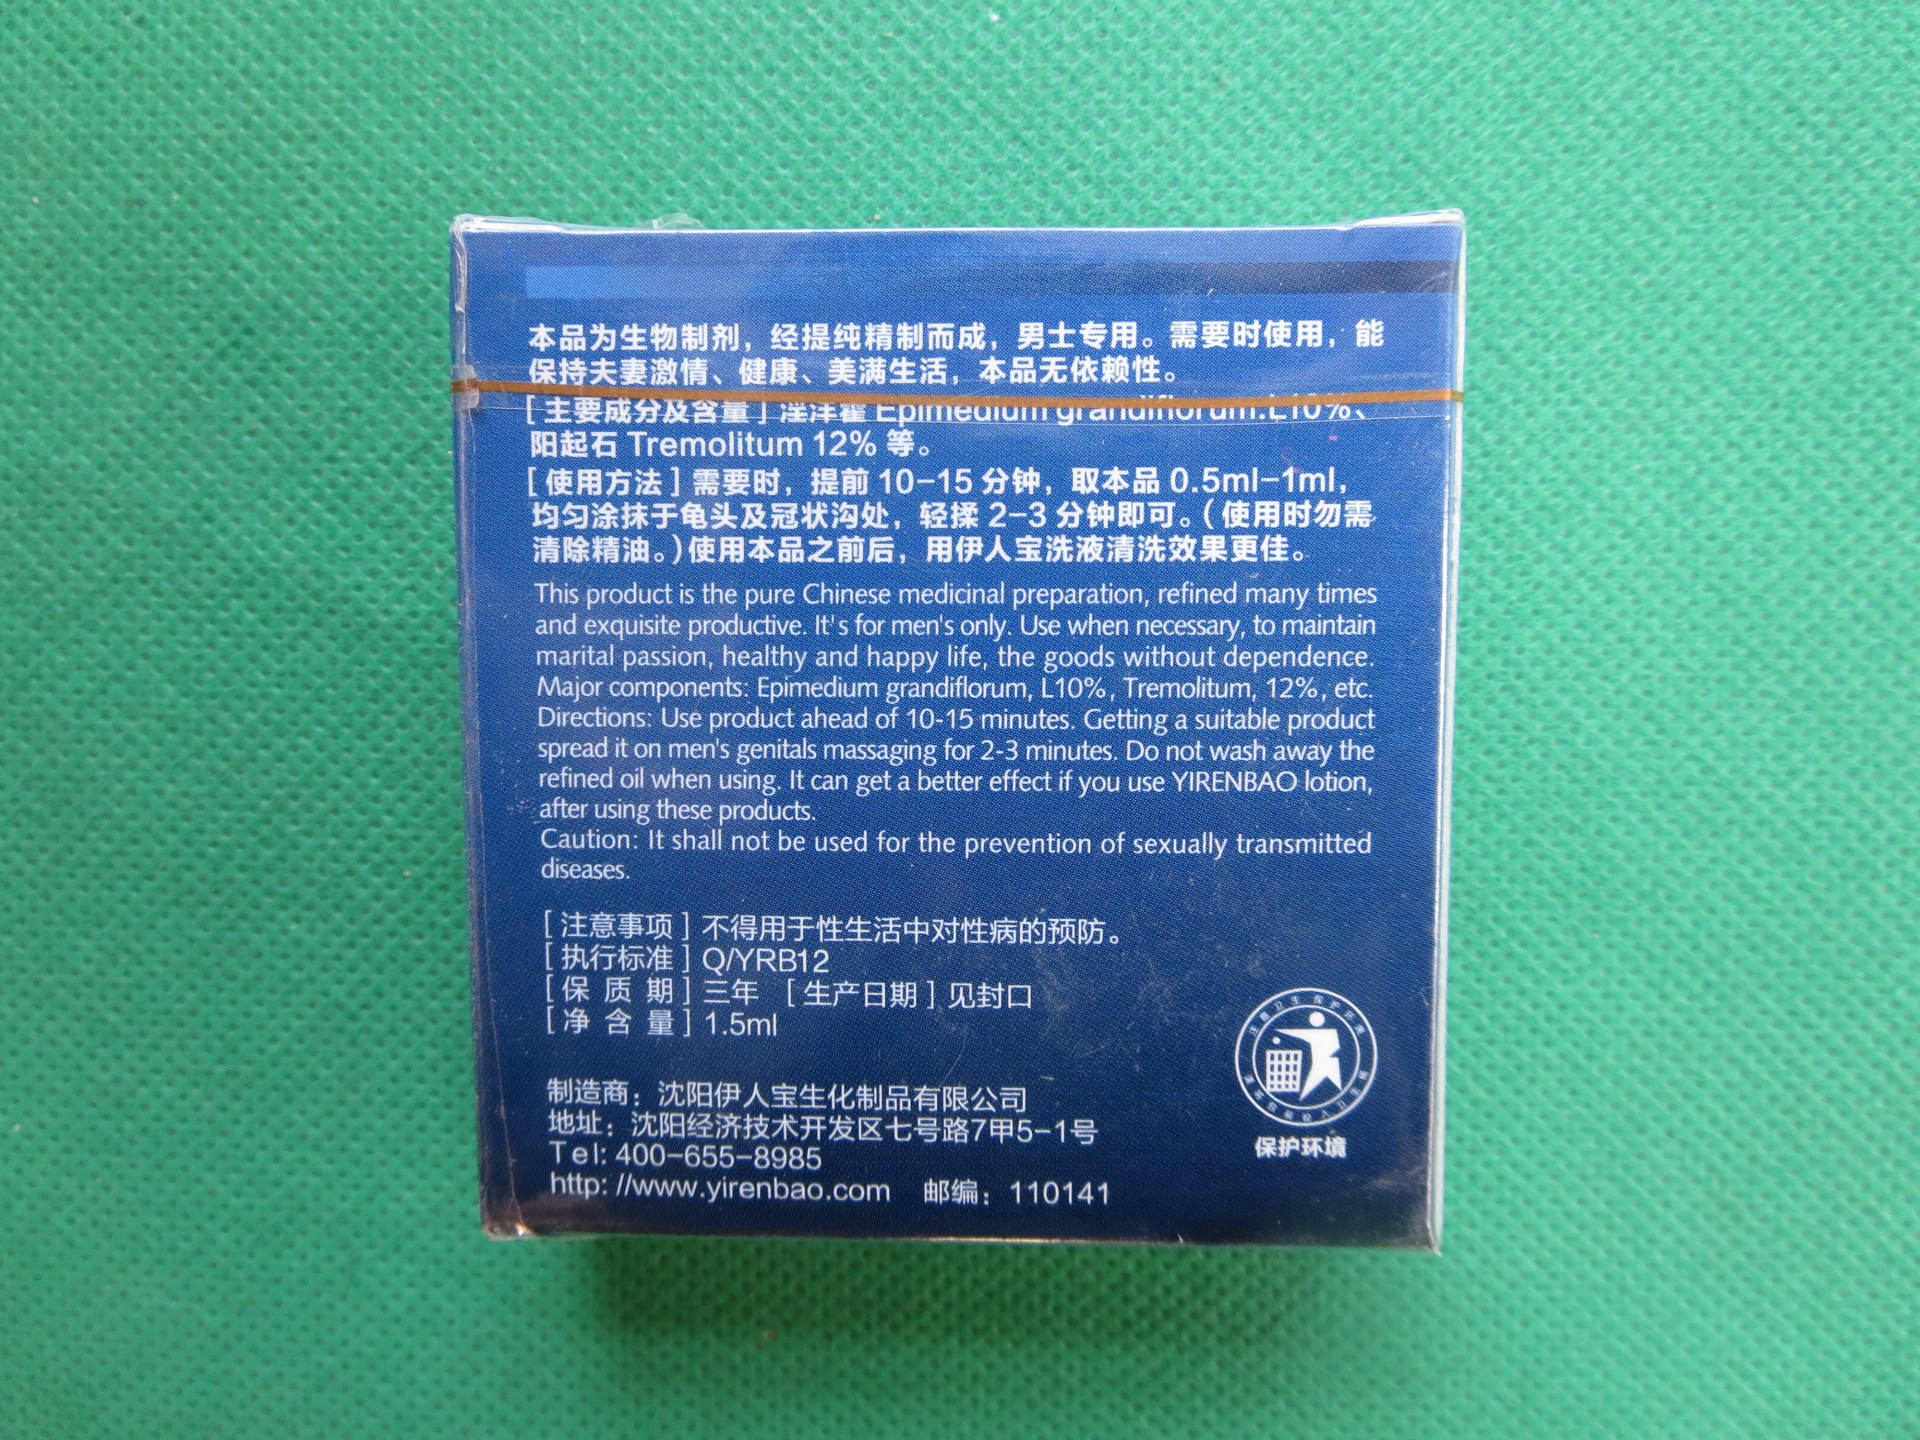 本品为生物制剂，经提纯精制而成，男士专用。需要时使用，能
保持夫妻激情、健康、美满生活，本品无依赖性。
[主要成分及含量] 淫洋藿 Epimedium grandiflorum.L10%、
阳起石 Tremolitum 12% 等。
[使用方法] 需要时，提前 10-15 分钟，取本品 0.5ml-1ml，
均匀涂抹于龟头及冠状沟处，轻揉 2-3 分钟即可。（使用时勿需
清除精油。）使用本品之前后，用伊人宝洗液清洗效果更佳。
This product is the pure Chinese medicinal preparation, refined many times
and exquisite productive. It's for men's only. Use when necessary, to maintain
marital passion, healthy and happy life, the goods without dependence.
Major components: Epimedium grandiflorum, L10%, Tremolitum, 12%, etc.
Directions: Use product ahead of 10-15 minutes. Getting a suitable product
spread it on men's genitals massaging for 2-3 minutes. Do not wash away the
refined oil when using. It can get a better effect if you use YIRENBAO lotion,
after using these products.
Caution: It shall not be used for the prevention of sexually transmitted
diseases.
[注意事项] 不得用于性生活中对性病的预防。
[执行标准] Q/YRB12
[保 质 期] 三年 [生产日期] 见封口
[净 含 量] 1.5ml
制造商：沈阳伊人宝生化制品有限公司
地址：沈阳经济技术开发区七号路7甲5-1号
Tel: 400-655-8985
http: //www.yirenbao.com 邮编：110141
保护环境